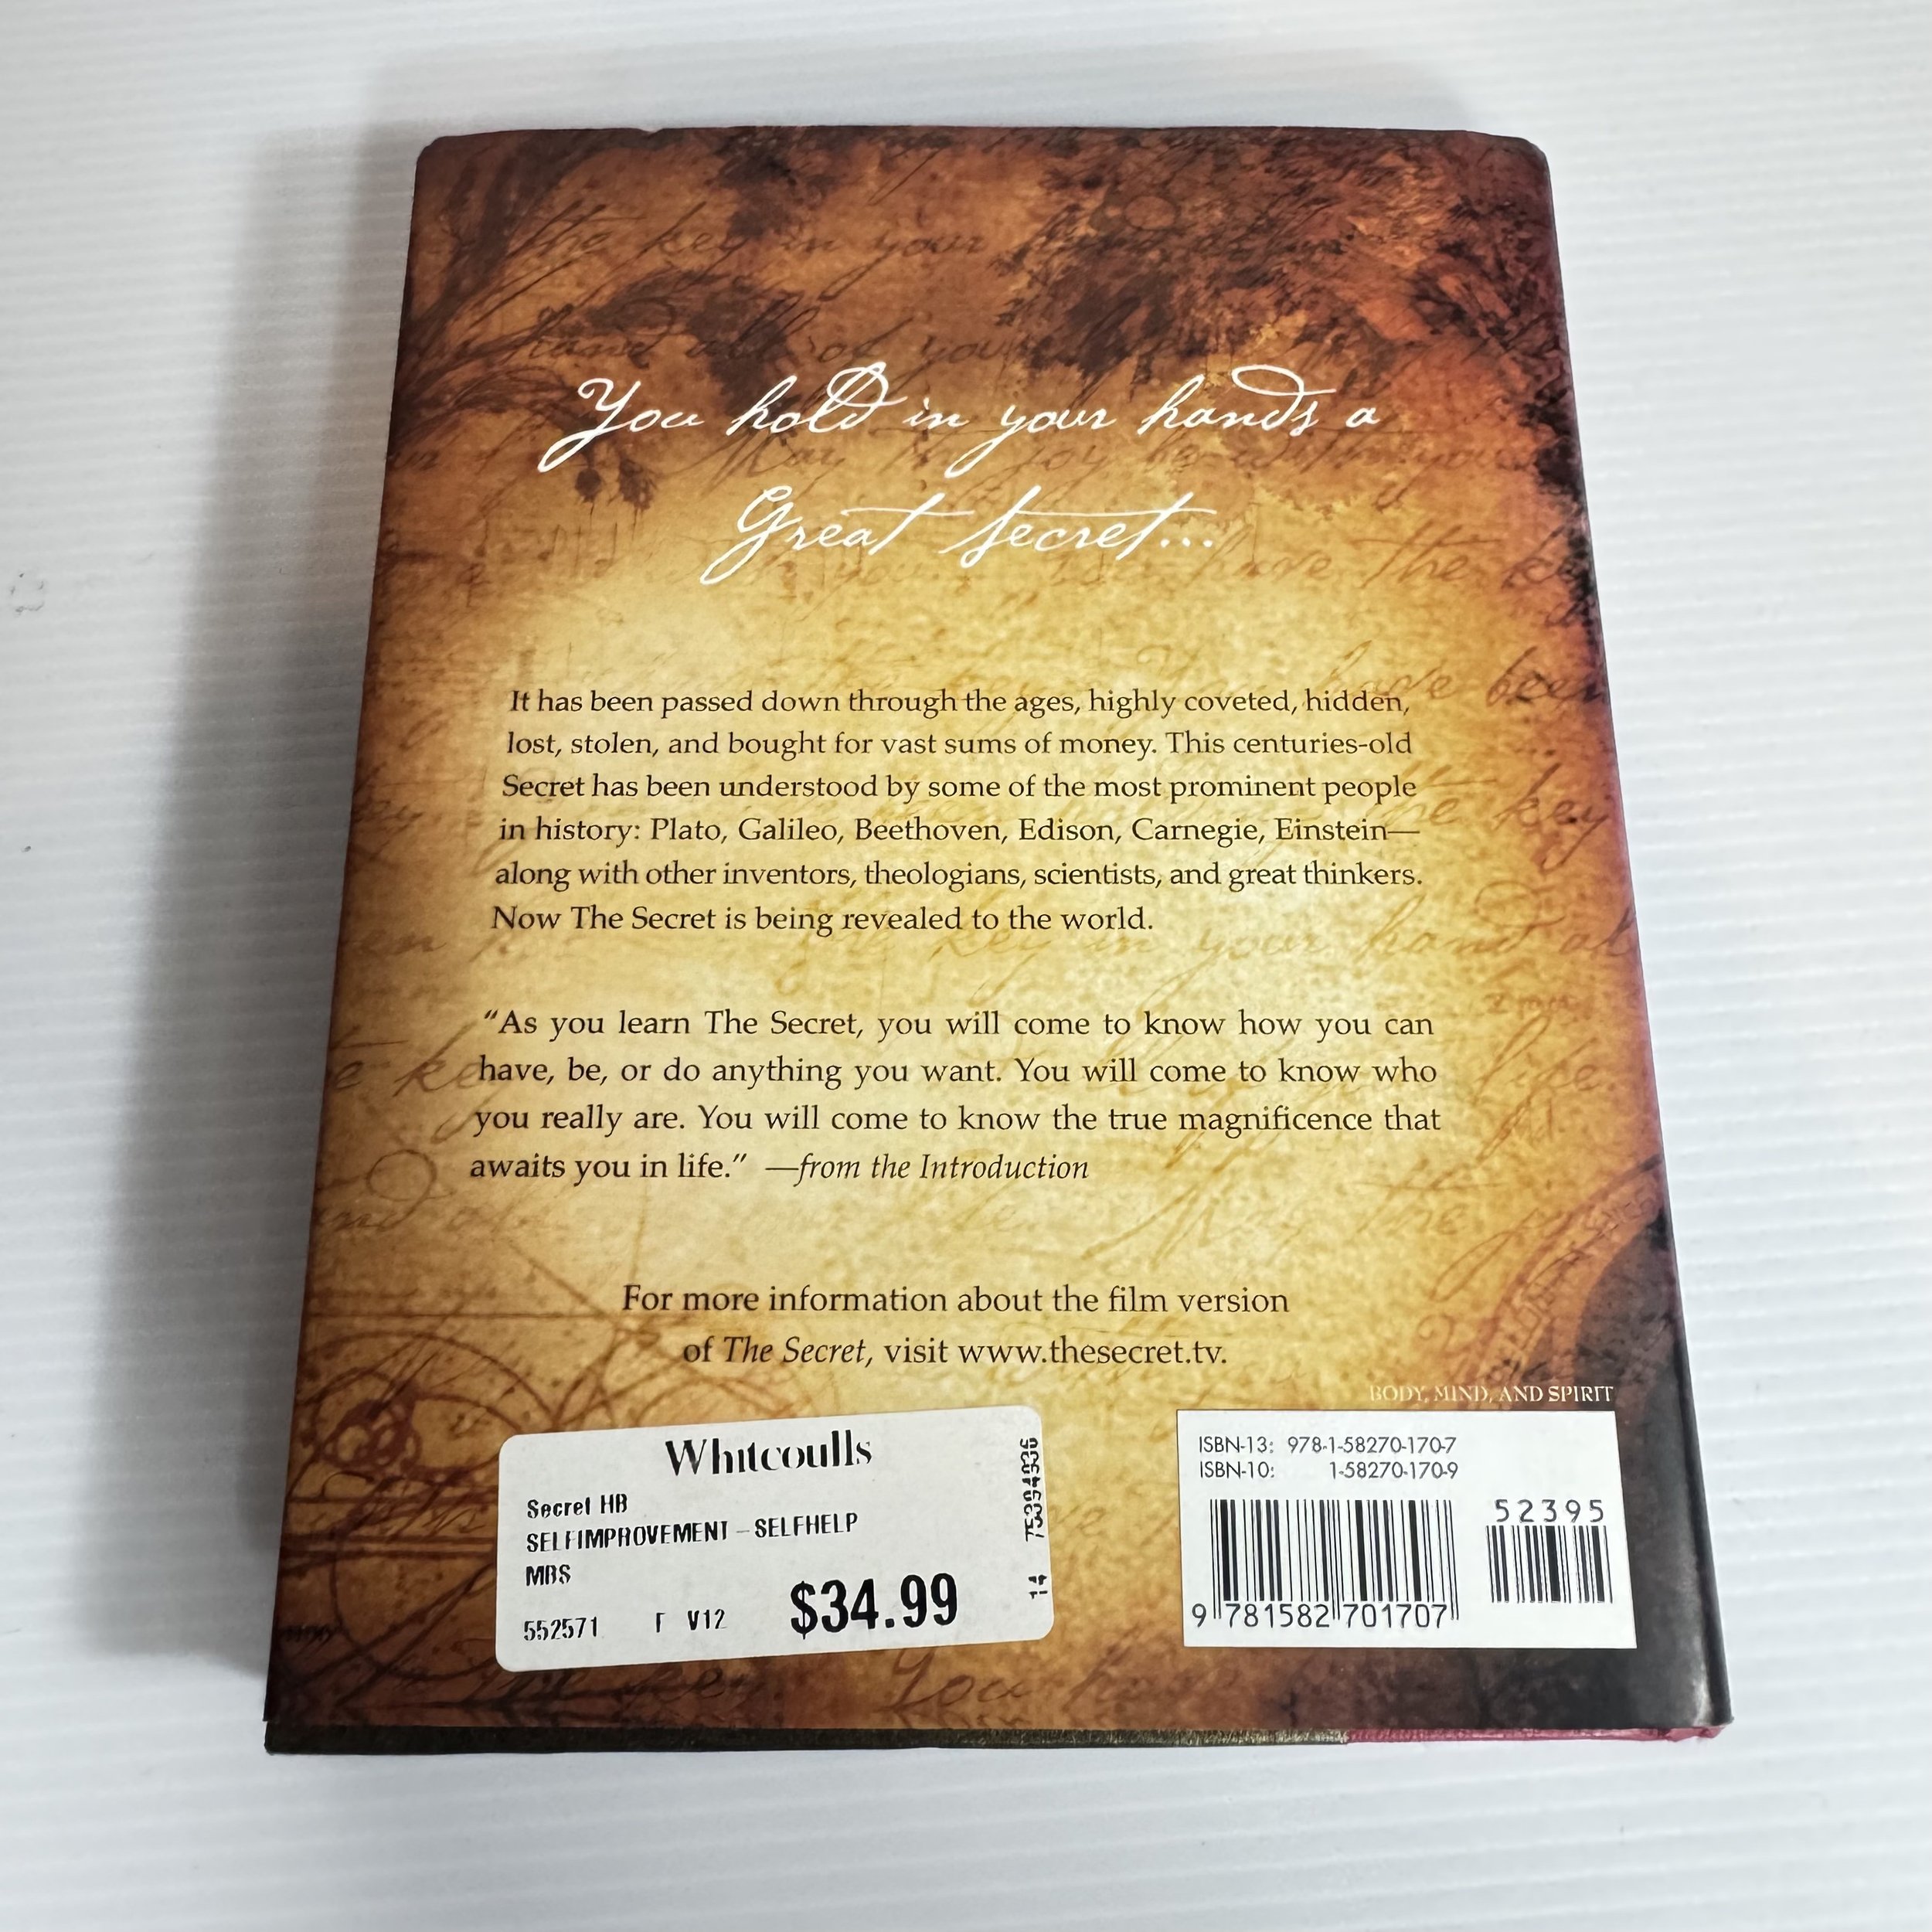 You hold in your hands a
Great Secret...
It has been passed down through the ages, highly coveted, hidden,
lost, stolen, and bought for vast sums of money. This centuries-old
Secret has been understood by some of the most prominent people
in history: Plato, Galileo, Beethoven, Edison, Carnegie, Einstein—
along with other inventors, theologians, scientists, and great thinkers.
Now The Secret is being revealed to the world.
“As you learn The Secret, you will come to know how you can
have, be, or do anything you want. You will come to know who
you really are. You will come to know the true magnificence that
awaits you in life.” —from the Introduction
For more information about the film version
of The Secret, visit www.thesecret.tv.
BODY, MIND, AND SPIRIT
Whitcoulls
Secret HB
SELFIMPROVEMENT - SELFHELP
MBS
552571 F V12 $34.99
ISBN-13: 978-1-58270-170-7
ISBN-10: 1-58270-170-9
52395
9 781582 701707